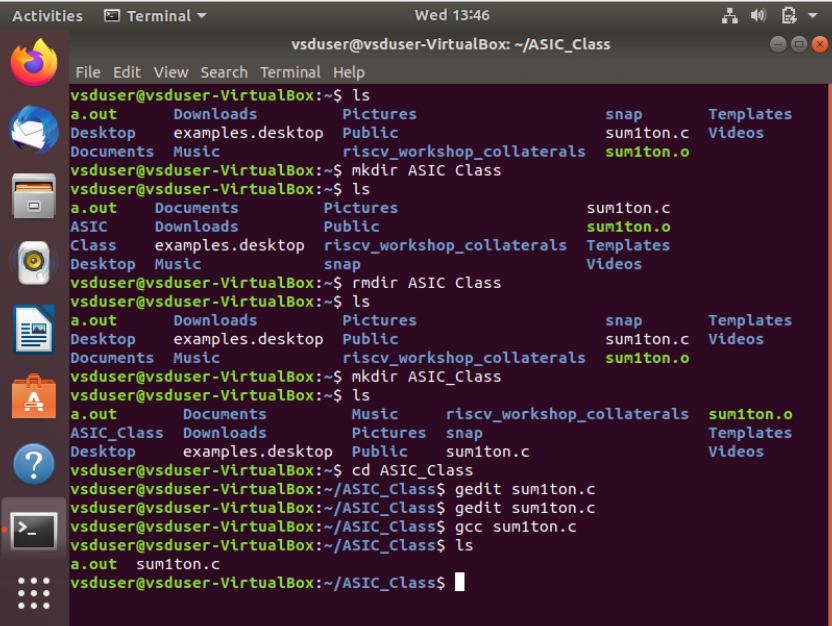 Activities Terminal Wed 13:46
vsduser@vsduser-VirtualBox: ~/ASIC_Class
File Edit View Search Terminal Help
vsduser@vsduser-VirtualBox:~$ ls
a.out Downloads Pictures snap Templates
Desktop examples.desktop Public sum1ton.c Videos
Documents Music riscv_workshop_collaterals sum1ton.o
vsduser@vsduser-VirtualBox:~$ mkdir ASIC Class
vsduser@vsduser-VirtualBox:~$ ls
a.out Documents Pictures sum1ton.c
ASIC Downloads Public sum1ton.o
Class examples.desktop riscv_workshop_collaterals Templates
Desktop Music snap Videos
vsduser@vsduser-VirtualBox:~$ rmdir ASIC Class
vsduser@vsduser-VirtualBox:~$ ls
a.out Downloads Pictures snap Templates
Desktop examples.desktop Public sum1ton.c Videos
Documents Music riscv_workshop_collaterals sum1ton.o
vsduser@vsduser-VirtualBox:~$ mkdir ASIC_Class
vsduser@vsduser-VirtualBox:~$ ls
a.out Documents Music riscv_workshop_collaterals sum1ton.o
ASIC_Class Downloads Pictures snap Templates
Desktop examples.desktop Public sum1ton.c Videos
vsduser@vsduser-VirtualBox:~$ cd ASIC_Class
vsduser@vsduser-VirtualBox:~/ASIC_Class$ gedit sum1ton.c
vsduser@vsduser-VirtualBox:~/ASIC_Class$ gedit sum1ton.c
vsduser@vsduser-VirtualBox:~/ASIC_Class$ gcc sum1ton.c
vsduser@vsduser-VirtualBox:~/ASIC_Class$ ls
a.out sum1ton.c
vsduser@vsduser-VirtualBox:~/ASIC_Class$